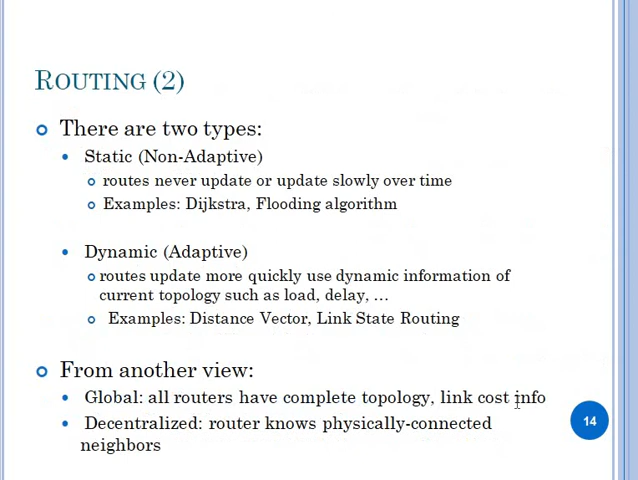 ROUTING (2)
There are two types:
Static (Non-Adaptive)
routes never update or update slowly over time
Examples: Dijkstra, Flooding algorithm
Dynamic (Adaptive)
routes update more quickly use dynamic information of
current topology such as load, delay, …
Examples: Distance Vector, Link State Routing
From another view:
Global: all routers have complete topology, link cost info
Decentralized: router knows physically-connected
neighbors
14